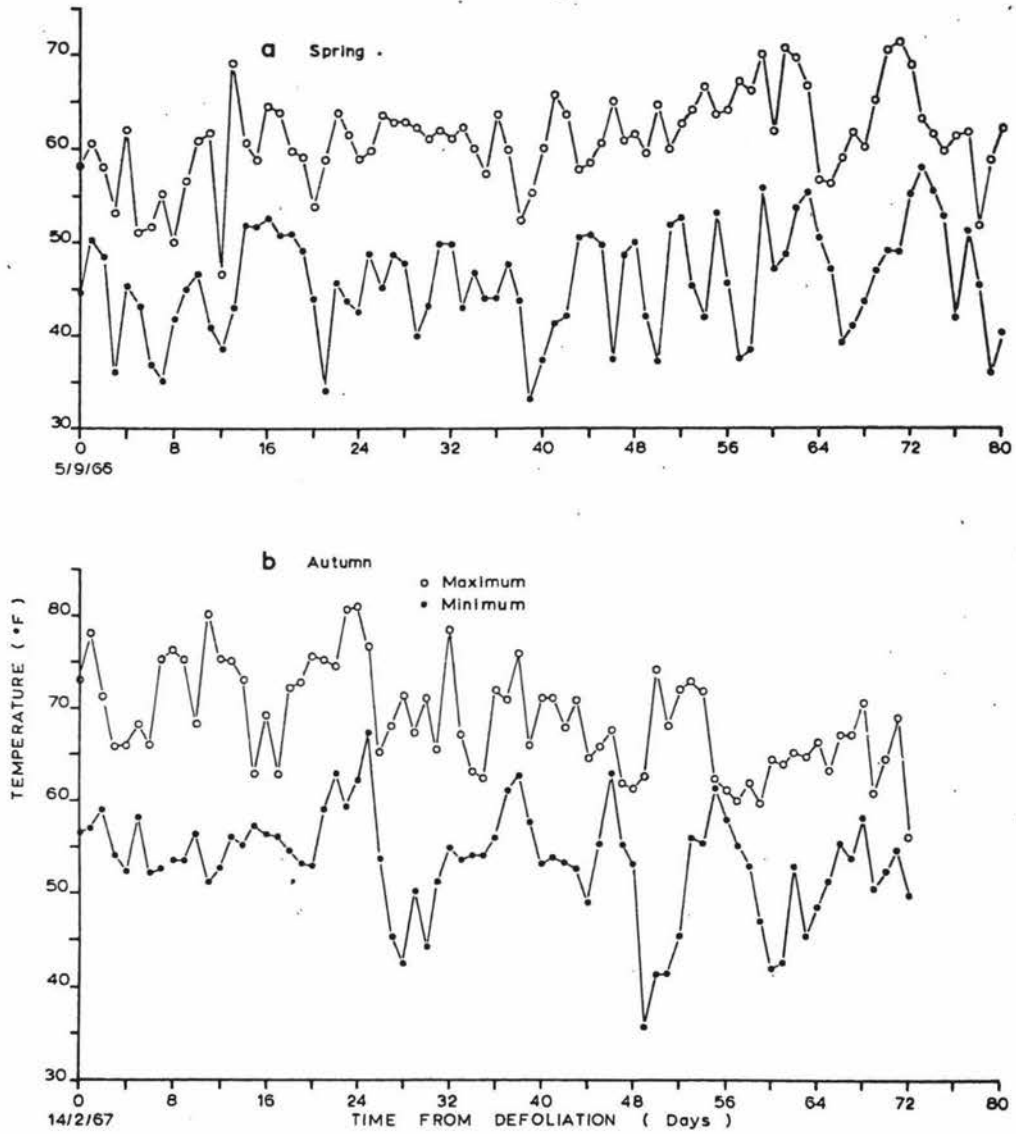 a Spring
70
60
50
40
30
0 8 16 24 32 40 48 56 64 72 80
5/9/66
b Autumn
Maximum
Minimum
TEMPERATURE (°F)
80
70
60
50
40
30
0 8 16 24 32 40 48 56 64 72 80
14/2/67
TIME FROM DEFOLIATION ( Days )